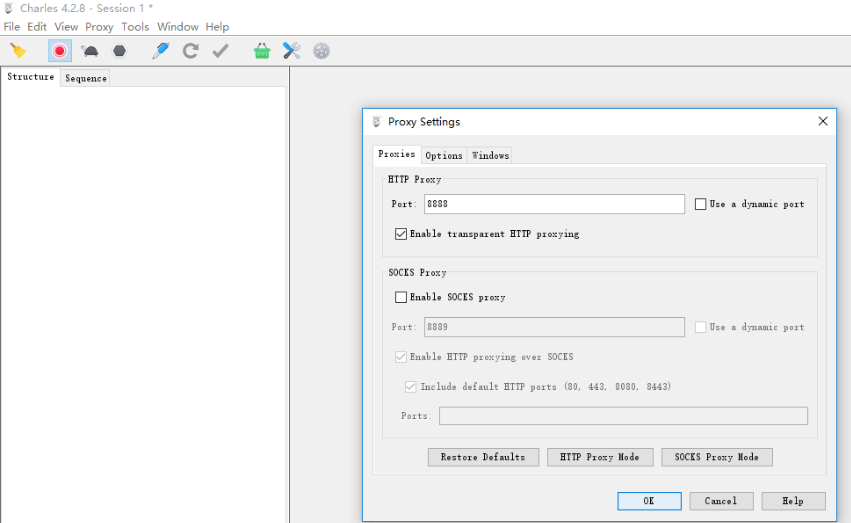 Charles 4.2.8 - Session 1 *
File Edit View Proxy Tools Window Help
Structure Sequence
Proxy Settings
Proxies Options Windows
HTTP Proxy
Port: 8888 Use a dynamic port
Enable transparent HTTP proxying
SOCKS Proxy
Enable SOCKS proxy
Port: 8889 Use a dynamic port
Enable HTTP proxying over SOCKS
Include default HTTP ports (80, 443, 8080, 8443)
Ports:
Restore Defaults HTTP Proxy Mode SOCKS Proxy Mode
OK Cancel Help